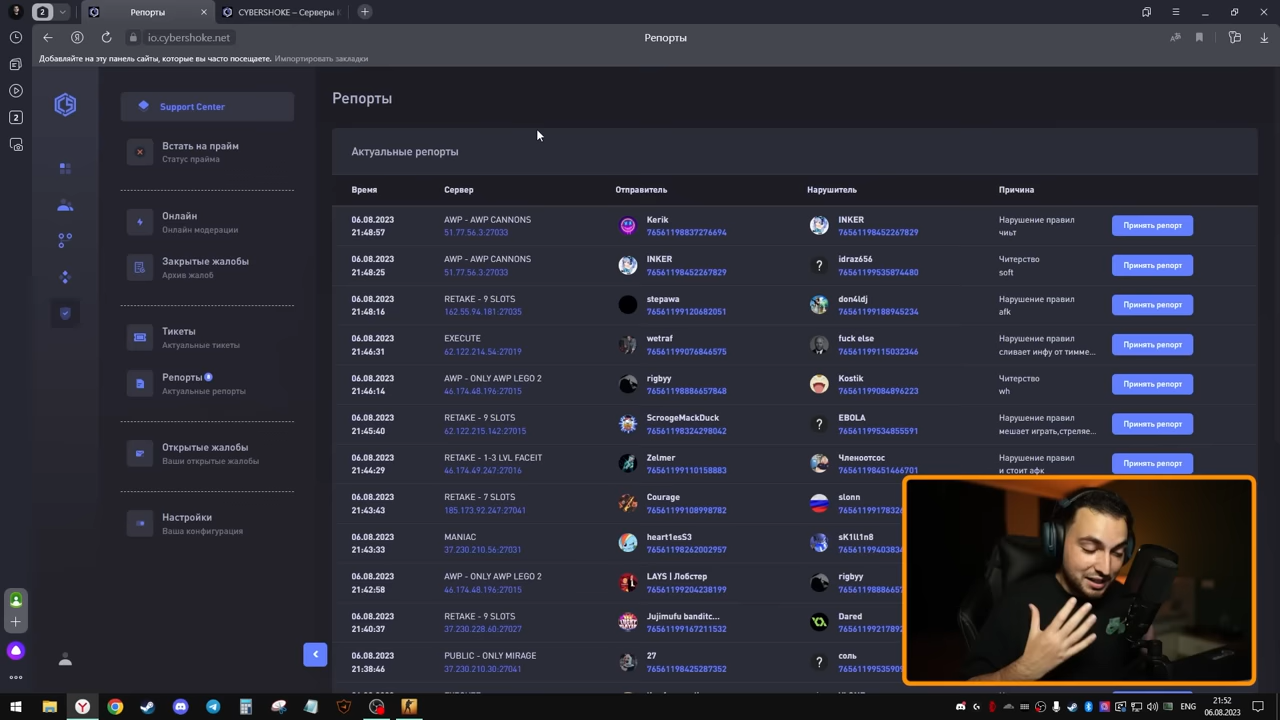 2
Репорты
CYBERSHOKE – Серверы
io.cybershoke.net
Репорты
Добавляйте на эту панель сайты, которые вы часто посещаете. Импортировать закладки
2
Support Center
Встать на прайм
Статус прайма
Онлайн
Онлайн модерации
Закрытые жалобы
Архив жалоб
Тикеты
Актуальные тикеты
Репорты
Актуальные репорты
Открытые жалобы
Ваши открытые жалобы
Настройки
Ваша конфигурация
Репорты
Актуальные репорты
Время Сервер Отправитель Нарушитель Причина
06.08.2023 AWP - AWP CANNONS Kerik INKER Нарушение правил
21:48:57 51.77.56.3:27033 76561198837276694 76561198452267829 чиьт
Принять репорт
06.08.2023 AWP - AWP CANNONS INKER idraz656 Читерство
21:48:25 51.77.56.3:27033 76561198452267829 76561199535874480 soft
Принять репорт
06.08.2023 RETAKE - 9 SLOTS stepawa don4ldj Нарушение правил
21:48:16 162.55.94.181:27035 76561199120682051 76561199188945234 afk
Принять репорт
06.08.2023 EXECUTE wetraf fuck else Нарушение правил
21:46:31 62.122.214.54:27019 76561199076846575 76561199115032346 сливает инфу от тимме...
Принять репорт
06.08.2023 AWP - ONLY AWP LEGO 2 rigbyy Kostik Читерство
21:46:14 46.174.48.196:27015 76561198886657848 76561199084896223 wh
Принять репорт
06.08.2023 RETAKE - 9 SLOTS ScroogeMackDuck EBOLA Нарушение правил
21:45:40 62.122.215.142:27015 76561198324298042 76561199534855591 мешает играть,стреляе...
Принять репорт
06.08.2023 RETAKE - 1-3 LVL FACEIT Zelmer Членоотсос Нарушение правил
21:44:29 46.174.49.247:27016 76561199110158883 76561198451466701 и стоит афк
Принять репорт
06.08.2023 RETAKE - 7 SLOTS Courage slonn
21:43:43 185.173.92.247:27041 76561199108998782 7656119917832
06.08.2023 MANIAC heart1esS3 sK1ll1n8
21:43:33 37.230.210.56:27031 76561198262002957 7656119940383
06.08.2023 AWP - ONLY AWP LEGO 2 LAYS | Лобстер rigbyy
21:42:58 46.174.48.196:27015 76561199204238199 7656119888665
06.08.2023 RETAKE - 9 SLOTS Jujimufu banditc... Dared
21:40:37 37.230.228.60:27027 76561199167211532 7656119921789
06.08.2023 PUBLIC - ONLY MIRAGE 27 соль
21:38:46 37.230.210.30:27041 76561198425287352 7656119953590
ENG
21:52
06.08.2023